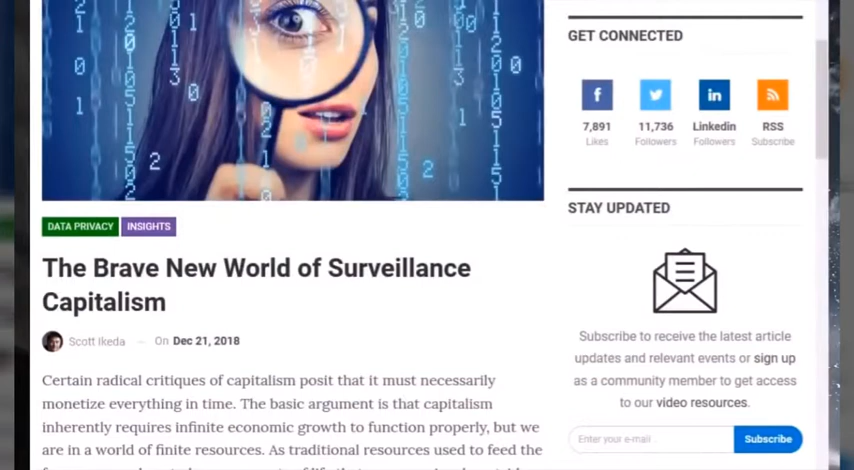 DATA PRIVACY INSIGHTS
The Brave New World of Surveillance
Capitalism
Scott Ikeda — On Dec 21, 2018
Certain radical critiques of capitalism posit that it must necessarily
monetize everything in time. The basic argument is that capitalism
inherently requires infinite economic growth to function properly, but we
are in a world of finite resources. As traditional resources used to feed the
GET CONNECTED
7,891 11,736 Linkedin RSS
Likes Followers Followers Subscribe
STAY UPDATED
Subscribe to receive the latest article
updates and relevant events or sign up
as a community member to get access
to our video resources.
Enter your e-mail .. Subscribe